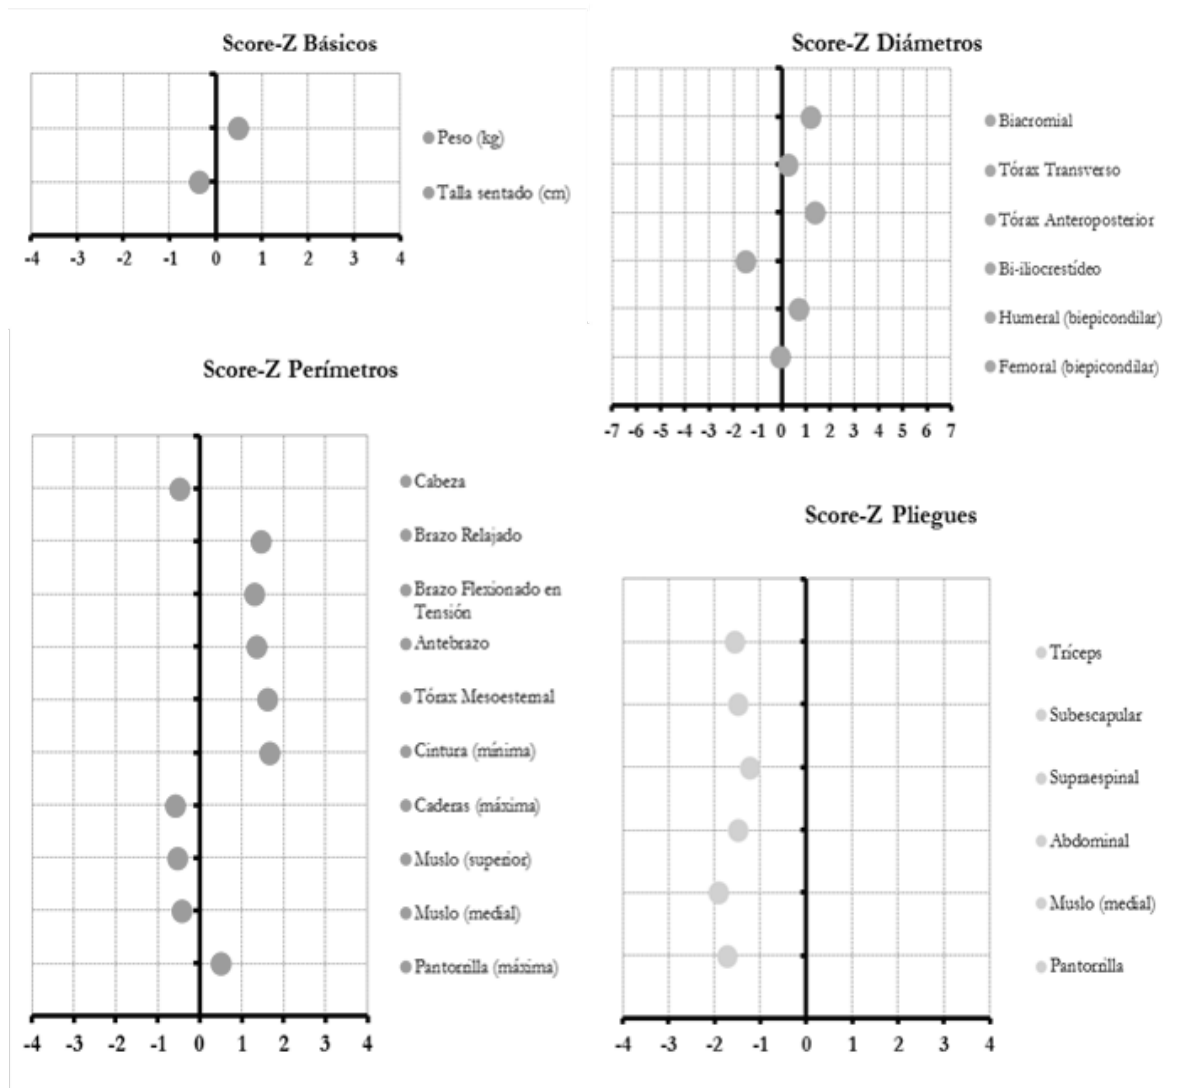 Score-Z Básicos
Peso (kg)
Talla sentado (cm)
-4 -3 -2 -1 0 1 2 3 4
Score-Z Diámetros
Biacromial
Tórax Transverso
Tórax Anteroposterior
Bi-iliocrestídeo
Humeral (biepicondilar)
Femoral (biepicondilar)
-7 -6 -5 -4 -3 -2 -1 0 1 2 3 4 5 6 7
Score-Z Perímetros
Cabeza
Brazo Relajado
Brazo Flexionado en
Tensión
Antebrazo
Tórax Mesoesternal
Cintura (mínima)
Caderas (máxima)
Muslo (superior)
Muslo (medial)
Pantorrilla (máxima)
-4 -3 -2 -1 0 1 2 3 4
Score-Z Pliegues
Tríceps
Subescapular
Supraespinal
Abdominal
Muslo (medial)
Pantorrilla
-4 -3 -2 -1 0 1 2 3 4